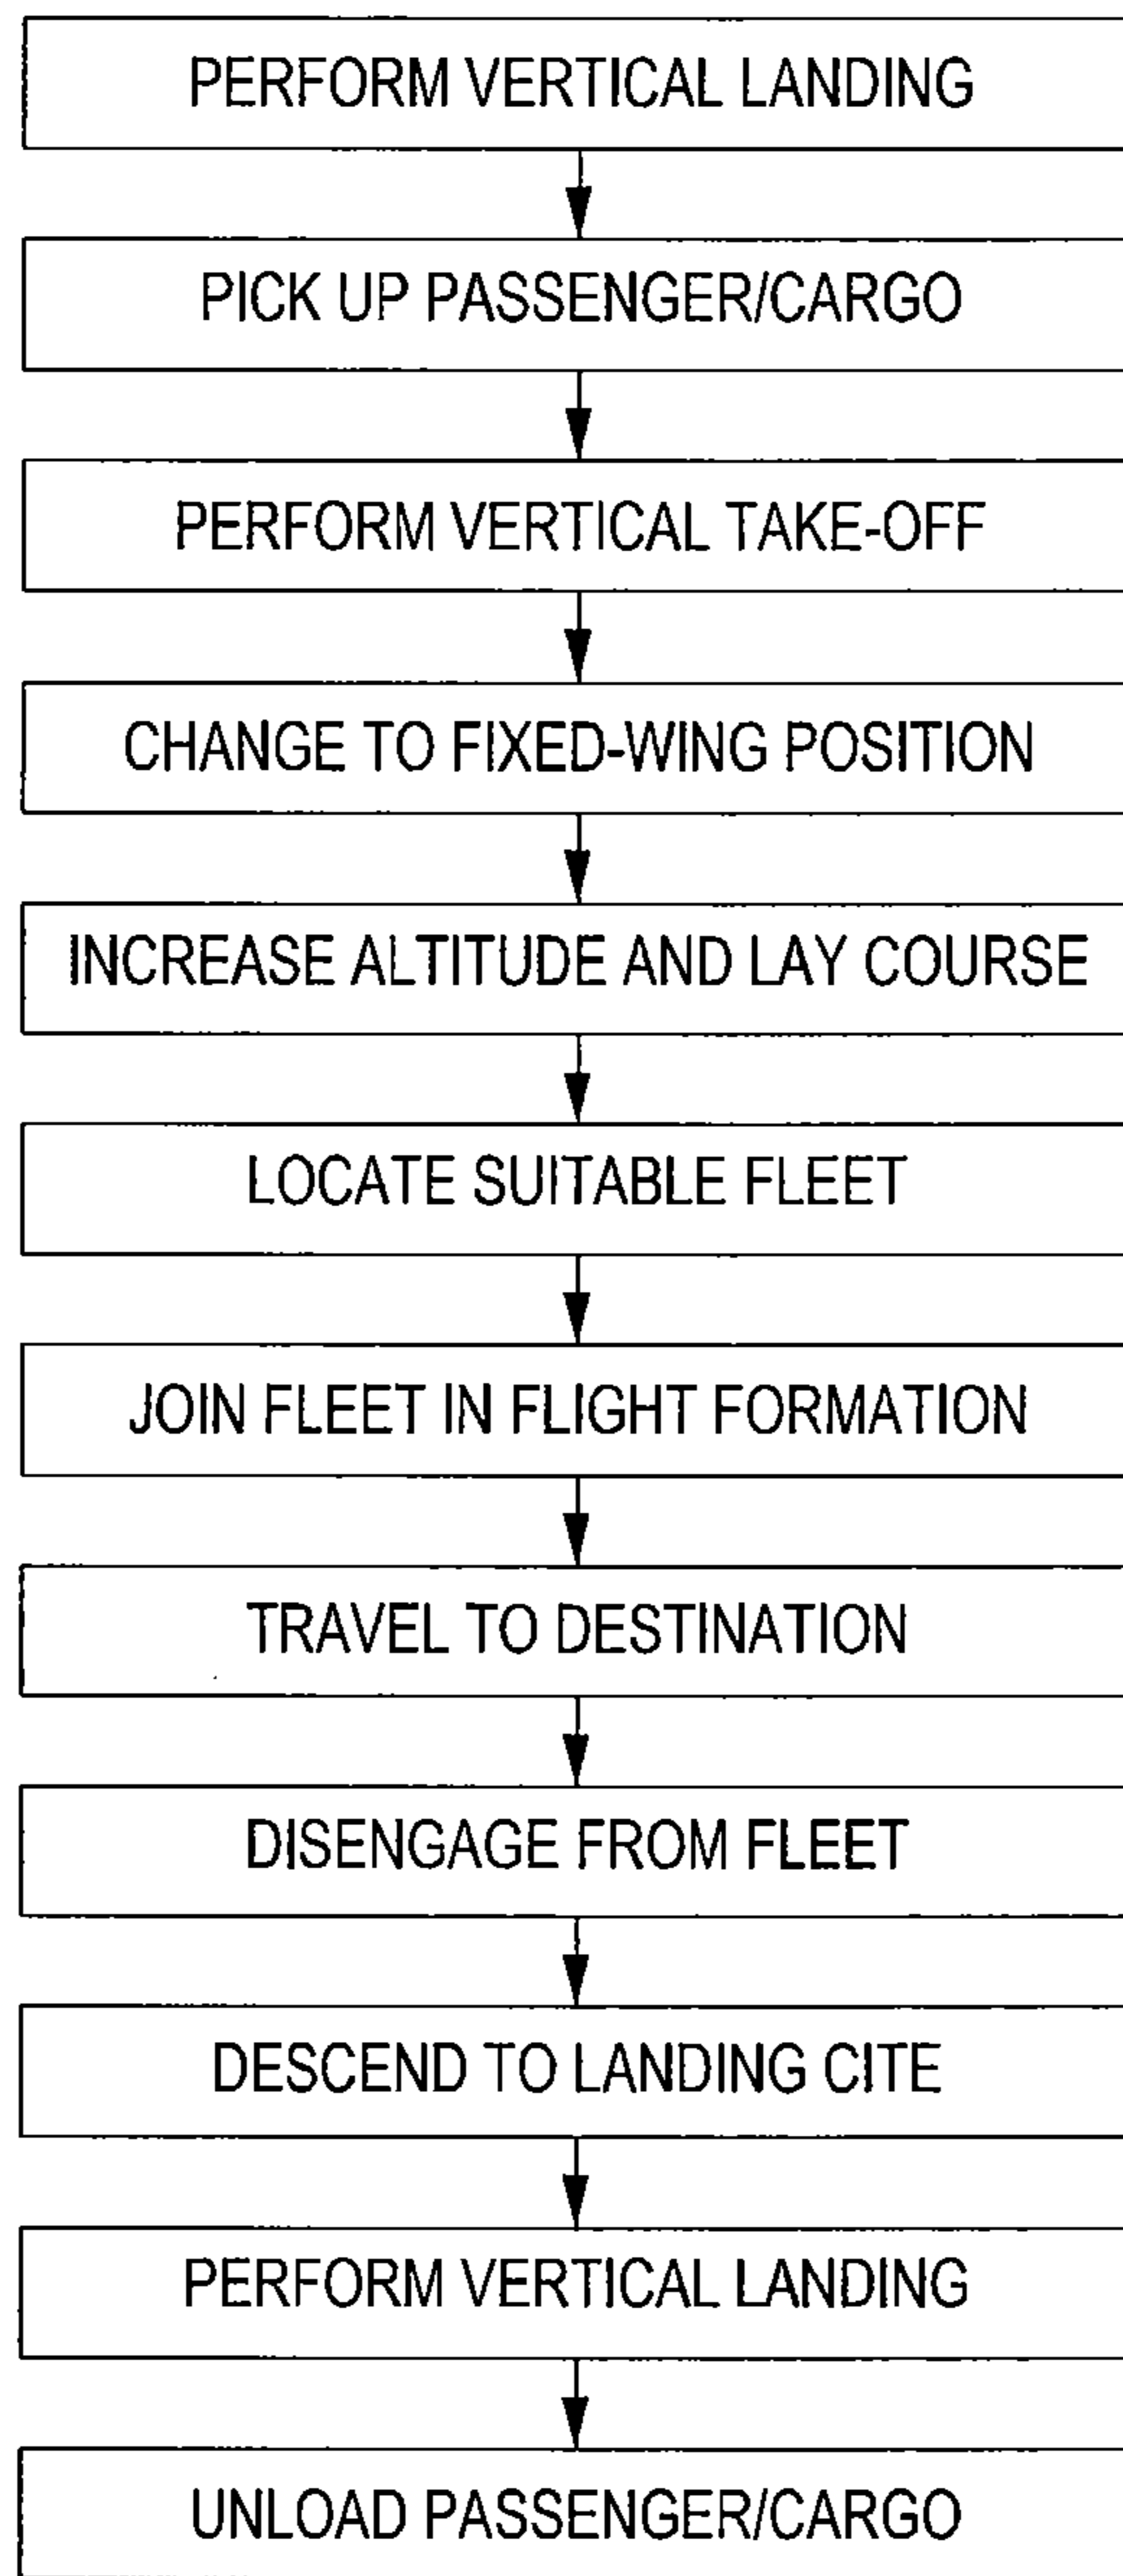 PERFORM VERTICAL LANDING
PICK UP PASSENGER/CARGO
PERFORM VERTICAL TAKE-OFF
CHANGE TO FIXED-WING POSITION
INCREASE ALTITUDE AND LAY COURSE
LOCATE SUITABLE FLEET
JOIN FLEET IN FLIGHT FORMATION
TRAVEL TO DESTINATION
DISENGAGE FROM FLEET
DESCEND TO LANDING CITE
PERFORM VERTICAL LANDING
UNLOAD PASSENGER/CARGO